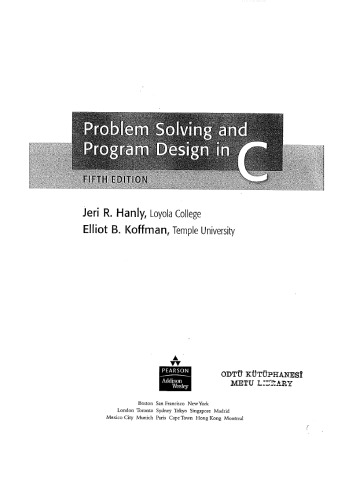 Problem Solving and
Program Design in C
FIFTH EDITION
Jeri R. Hanly, Loyola College
Elliot B. Koffman, Temple University
PEARSON
Addison
Wesley
ODTÜ KÜTÜPHANESİ
METU LIBRARY
Boston San Francisco New York
London Toronto Sydney Tokyo Singapore Madrid
Mexico City Munich Paris Cape Town Hong Kong Montreal